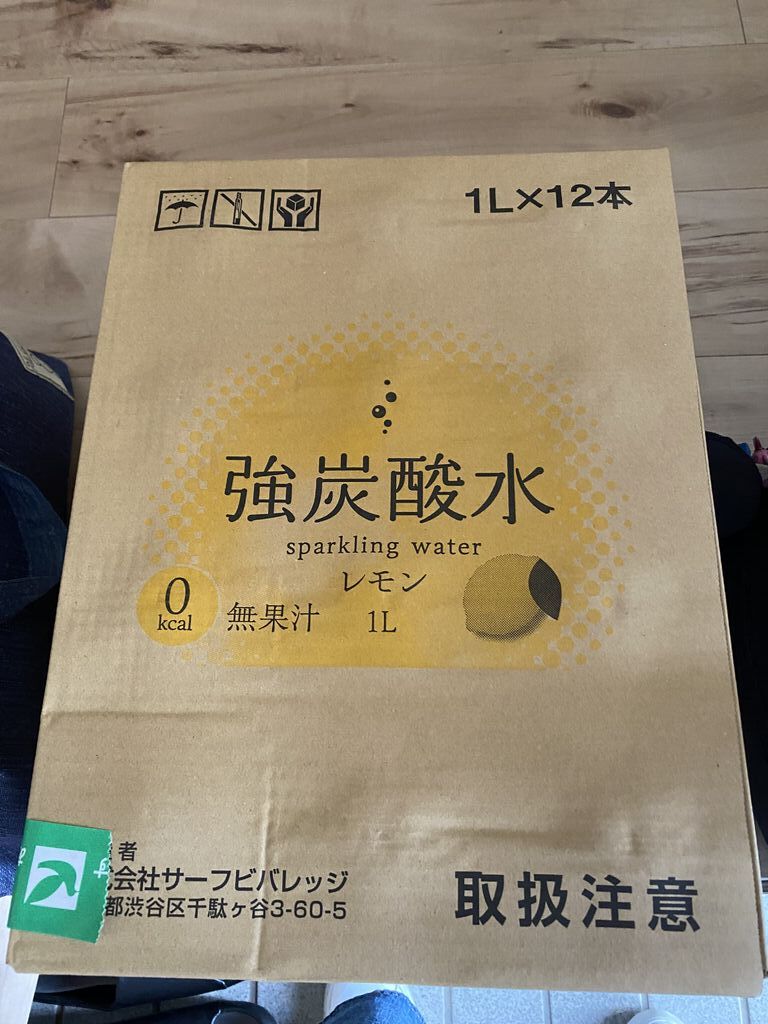 1L×12本
強炭酸水
sparkling water
レモン
0
kcal
無果汁
1L
者
会社サーフビバレッジ
都渋谷区千駄ヶ谷3-60-5
取扱注意